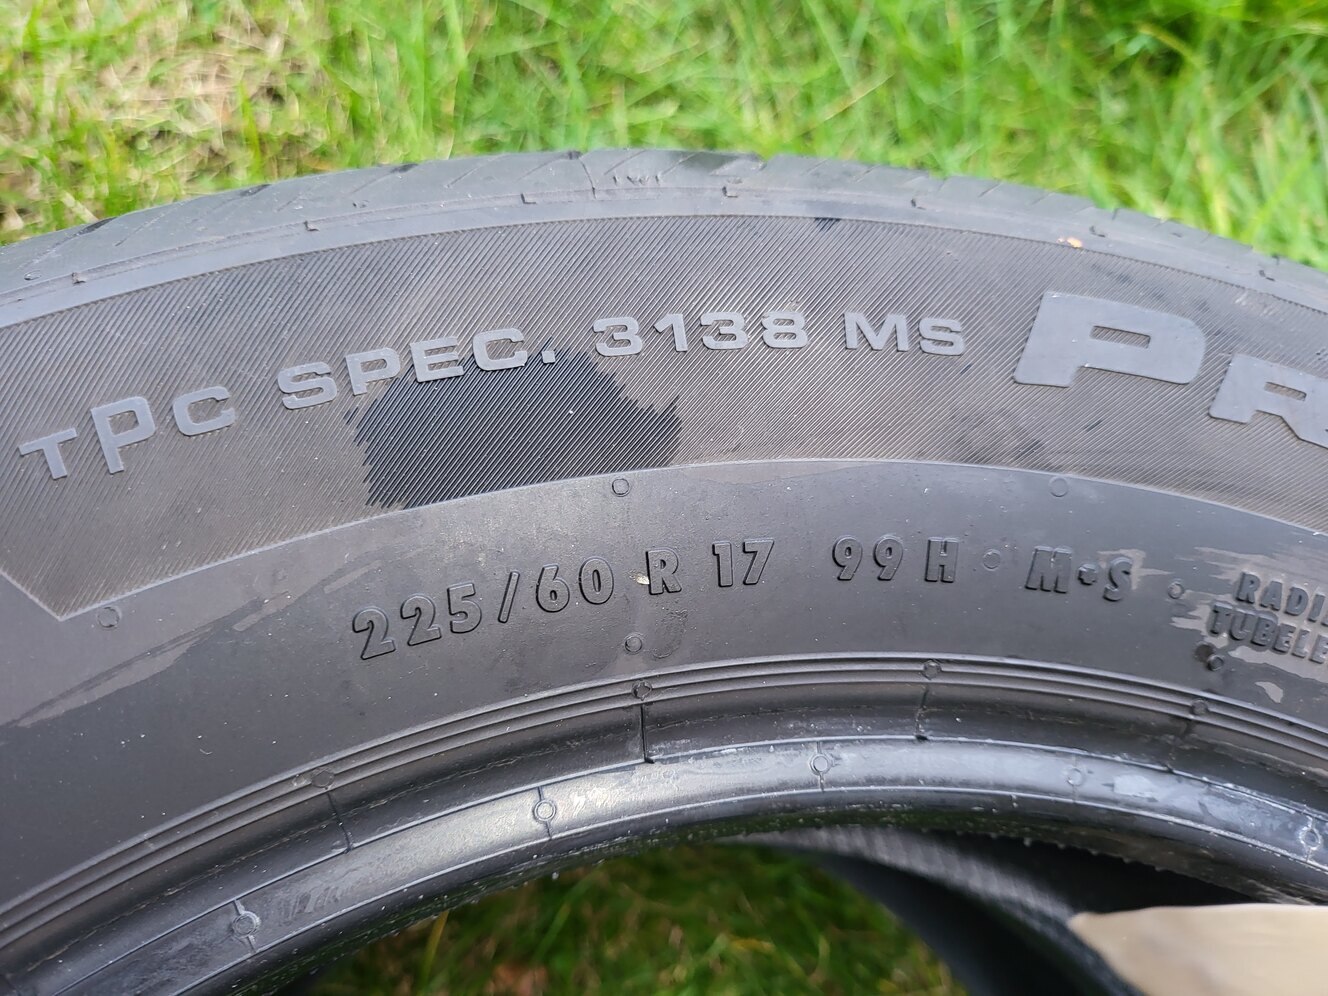 TPC SPEC. 3138 MS
225/60 R 17 99 H M+S